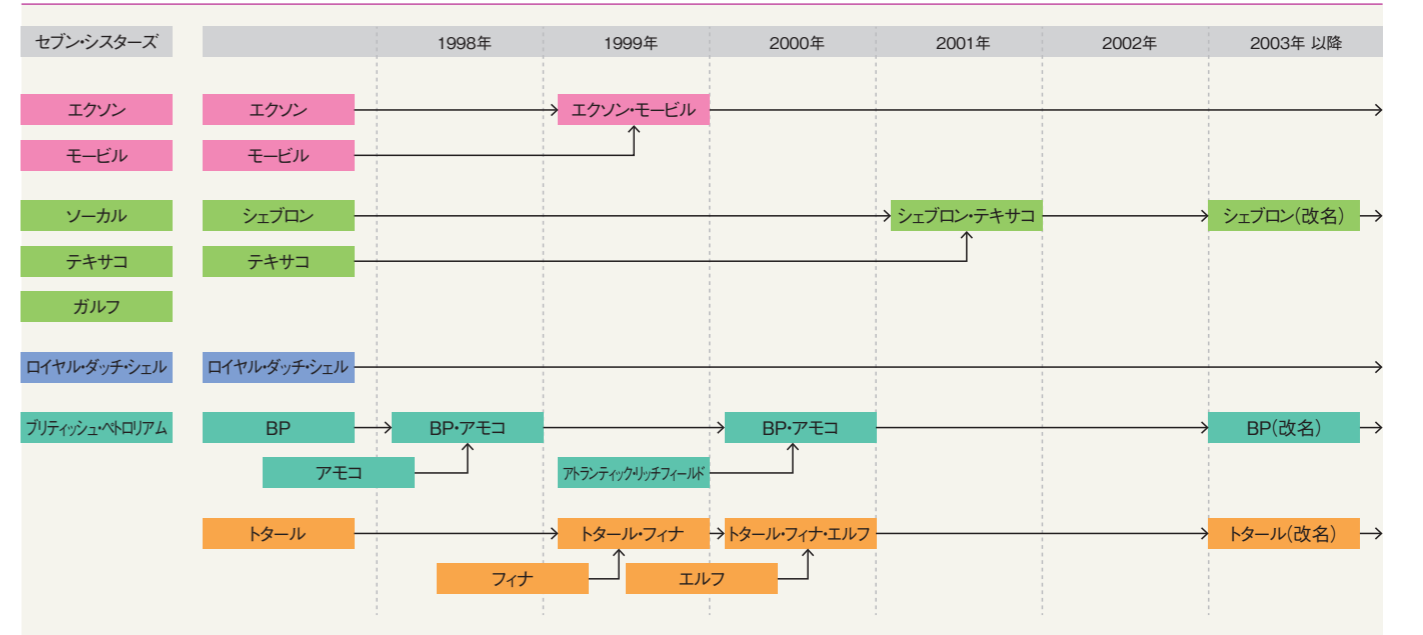 セブン・シスターズ
1998年
1999年
2000年
2001年
2002年
2003年 以降
エクソン
エクソン
エクソン・モービル
モービル
モービル
ソーカル
シェブロン
シェブロン・テキサコ
シェブロン(改名)
テキサコ
テキサコ
ガルフ
ロイヤル・ダッチ・シェル
ロイヤル・ダッチ・シェル
ブリティッシュ・ペトロリアム
BP
BP・アモコ
BP・アモコ
BP(改名)
アモコ
アトランティック・リッチフィールド
トタール
トタール・フィナ
トタール・フィナ・エルフ
トタール(改名)
フィナ
エルフ